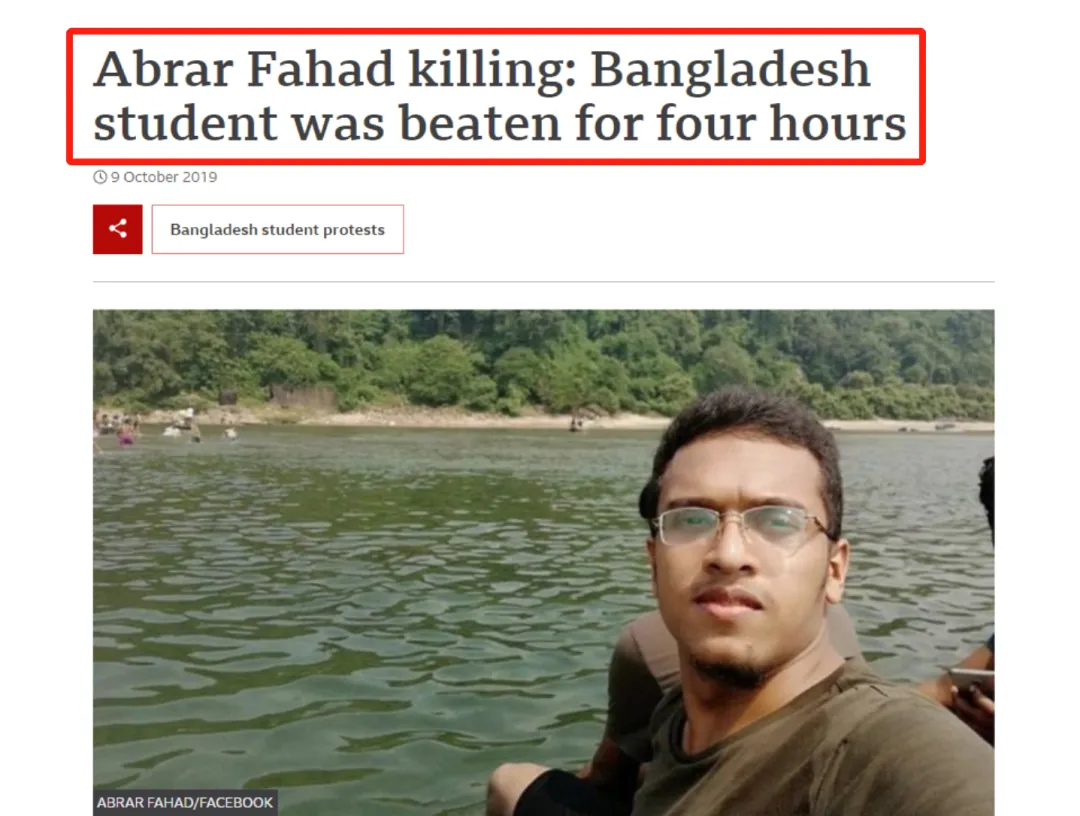 Abrar Fahad killing: Bangladesh
student was beaten for four hours
9 October 2019
Bangladesh student protests
ABRAR FAHAD/FACEBOOK